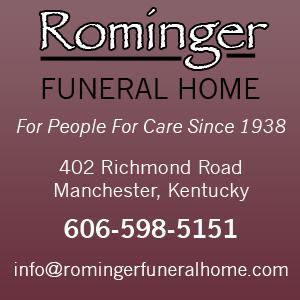 Rominger
FUNERAL HOME
For People For Care Since 1938
402 Richmond Road
Manchester, Kentucky
606-598-5151
info@romingerfuneralhome.com